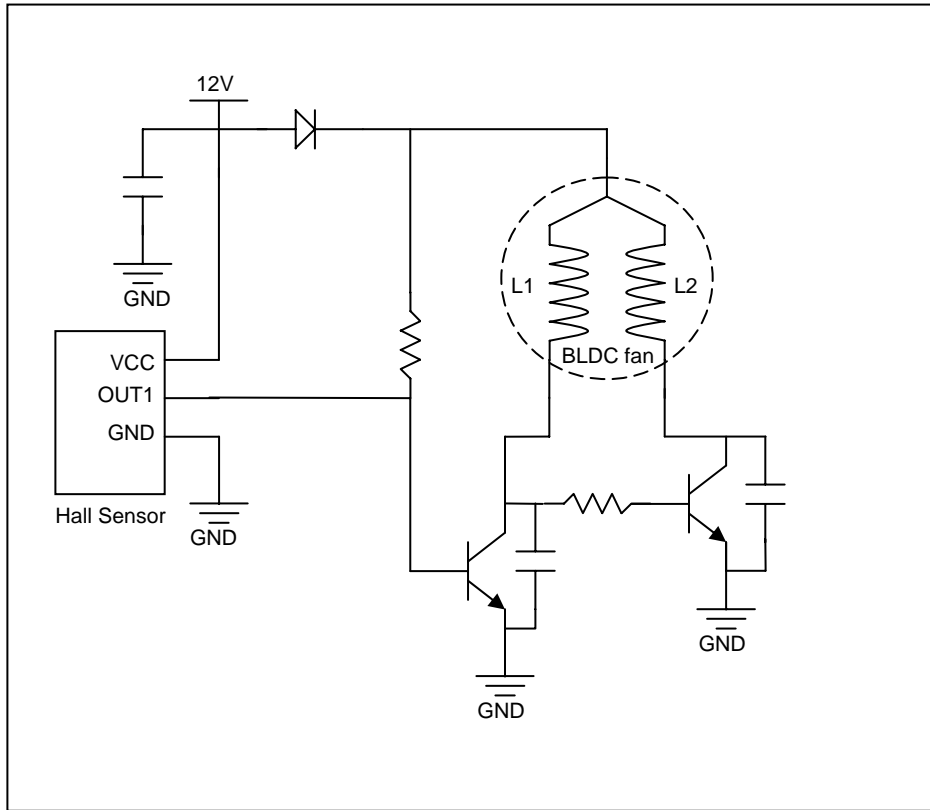 12V
GND
L1
L2
BLDC fan
VCC
OUT1
GND
Hall Sensor
GND
GND
GND